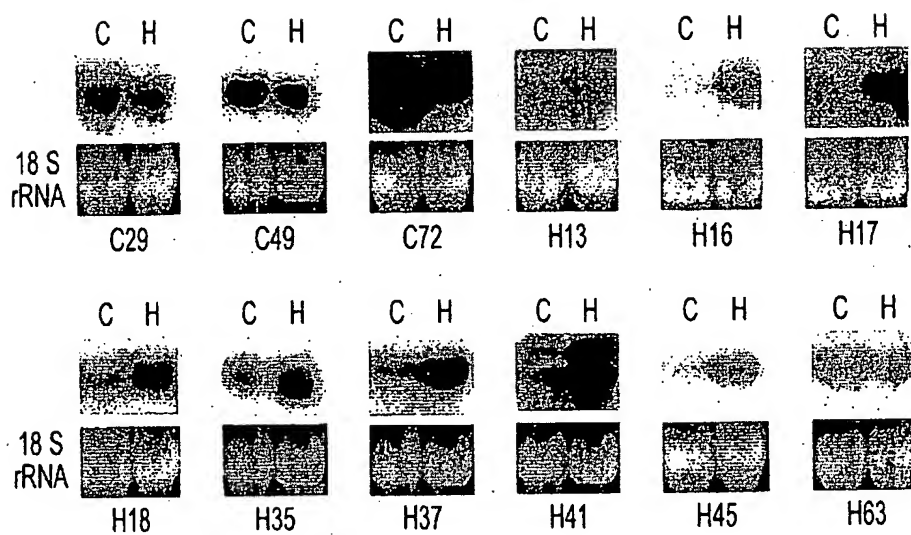 C H C H C H C H C H C H
18 S
rRNA
C29 C49 C72 H13 H16 H17
C H C H C H C H C H C H
18 S
rRNA
H18 H35 H37 H41 H45 H63